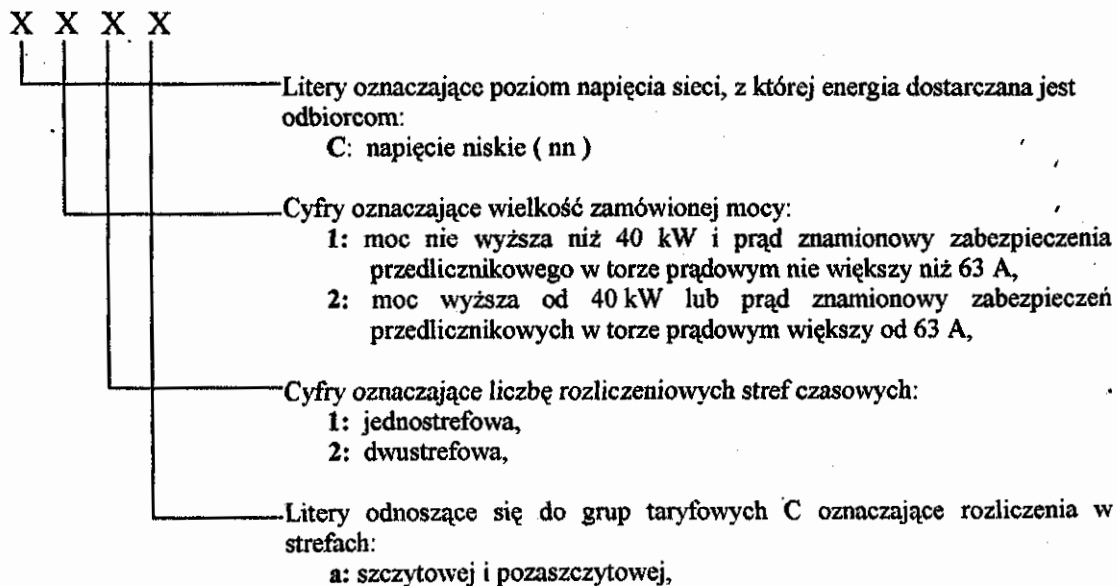 X X X X
Litery oznaczające poziom napięcia sieci, z której energia dostarczana jest
odbiorcom:
C: napięcie niskie ( nn )
Cyfry oznaczające wielkość zamówionej mocy:
1: moc nie wyższa niż 40 kW i prąd znamionowy zabezpieczenia
przedlicznikowego w torze prądowym nie większy niż 63 A,
2: moc wyższa od 40 kW lub prąd znamionowy zabezpieczeń
przedlicznikowych w torze prądowym większy od 63 A,
Cyfry oznaczające liczbę rozliczeniowych stref czasowych:
1: jednostrefowa,
2: dwustrefowa,
Litery odnoszące się do grup taryfowych C oznaczające rozliczenia w
strefach:
a: szczytowej i pozaszczytowej,